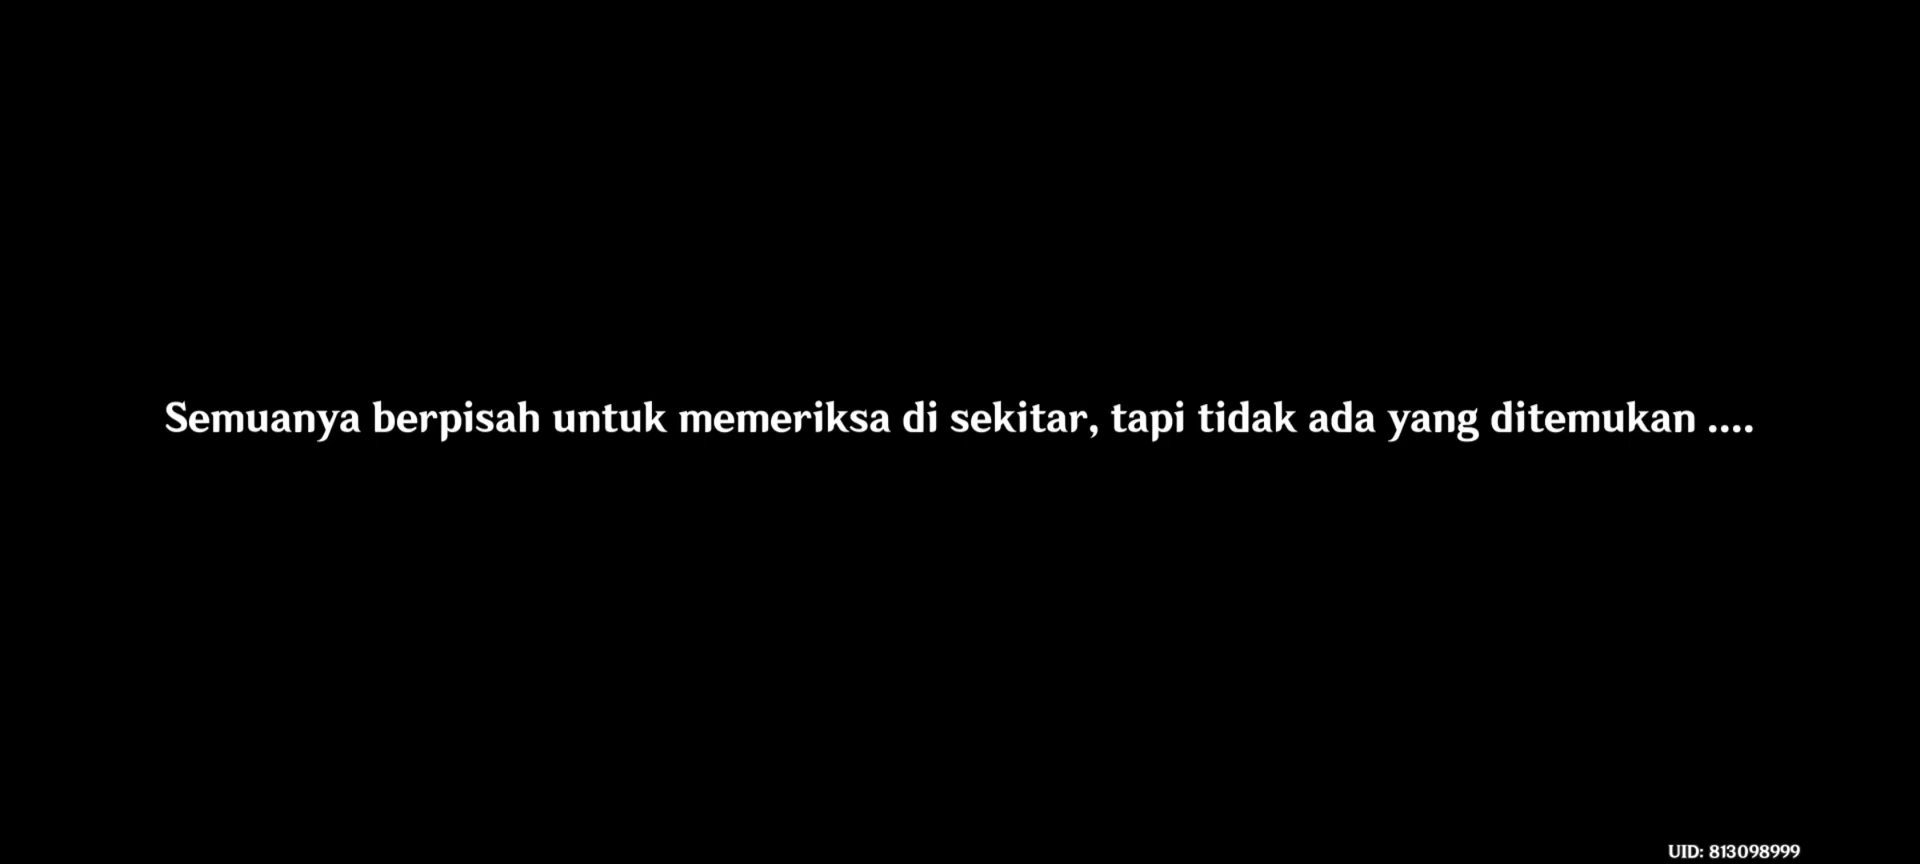 Semuanya berpisah untuk memeriksa di sekitar, tapi tidak ada yang ditemukan ....
UID: 813098999